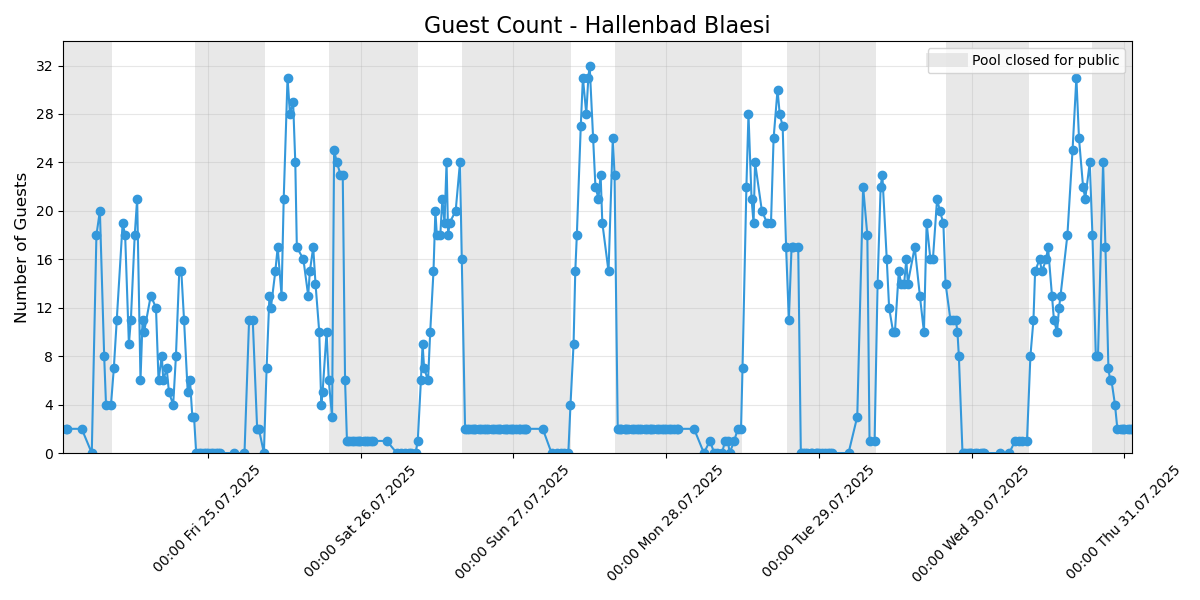 Guest Count - Hallenbad Blaesi
Pool closed for public
Number of Guests
32
28
24
20
16
12
8
4
0
00:00 Fri 25.07.2025
00:00 Sat 26.07.2025
00:00 Sun 27.07.2025
00:00 Mon 28.07.2025
00:00 Tue 29.07.2025
00:00 Wed 30.07.2025
00:00 Thu 31.07.2025